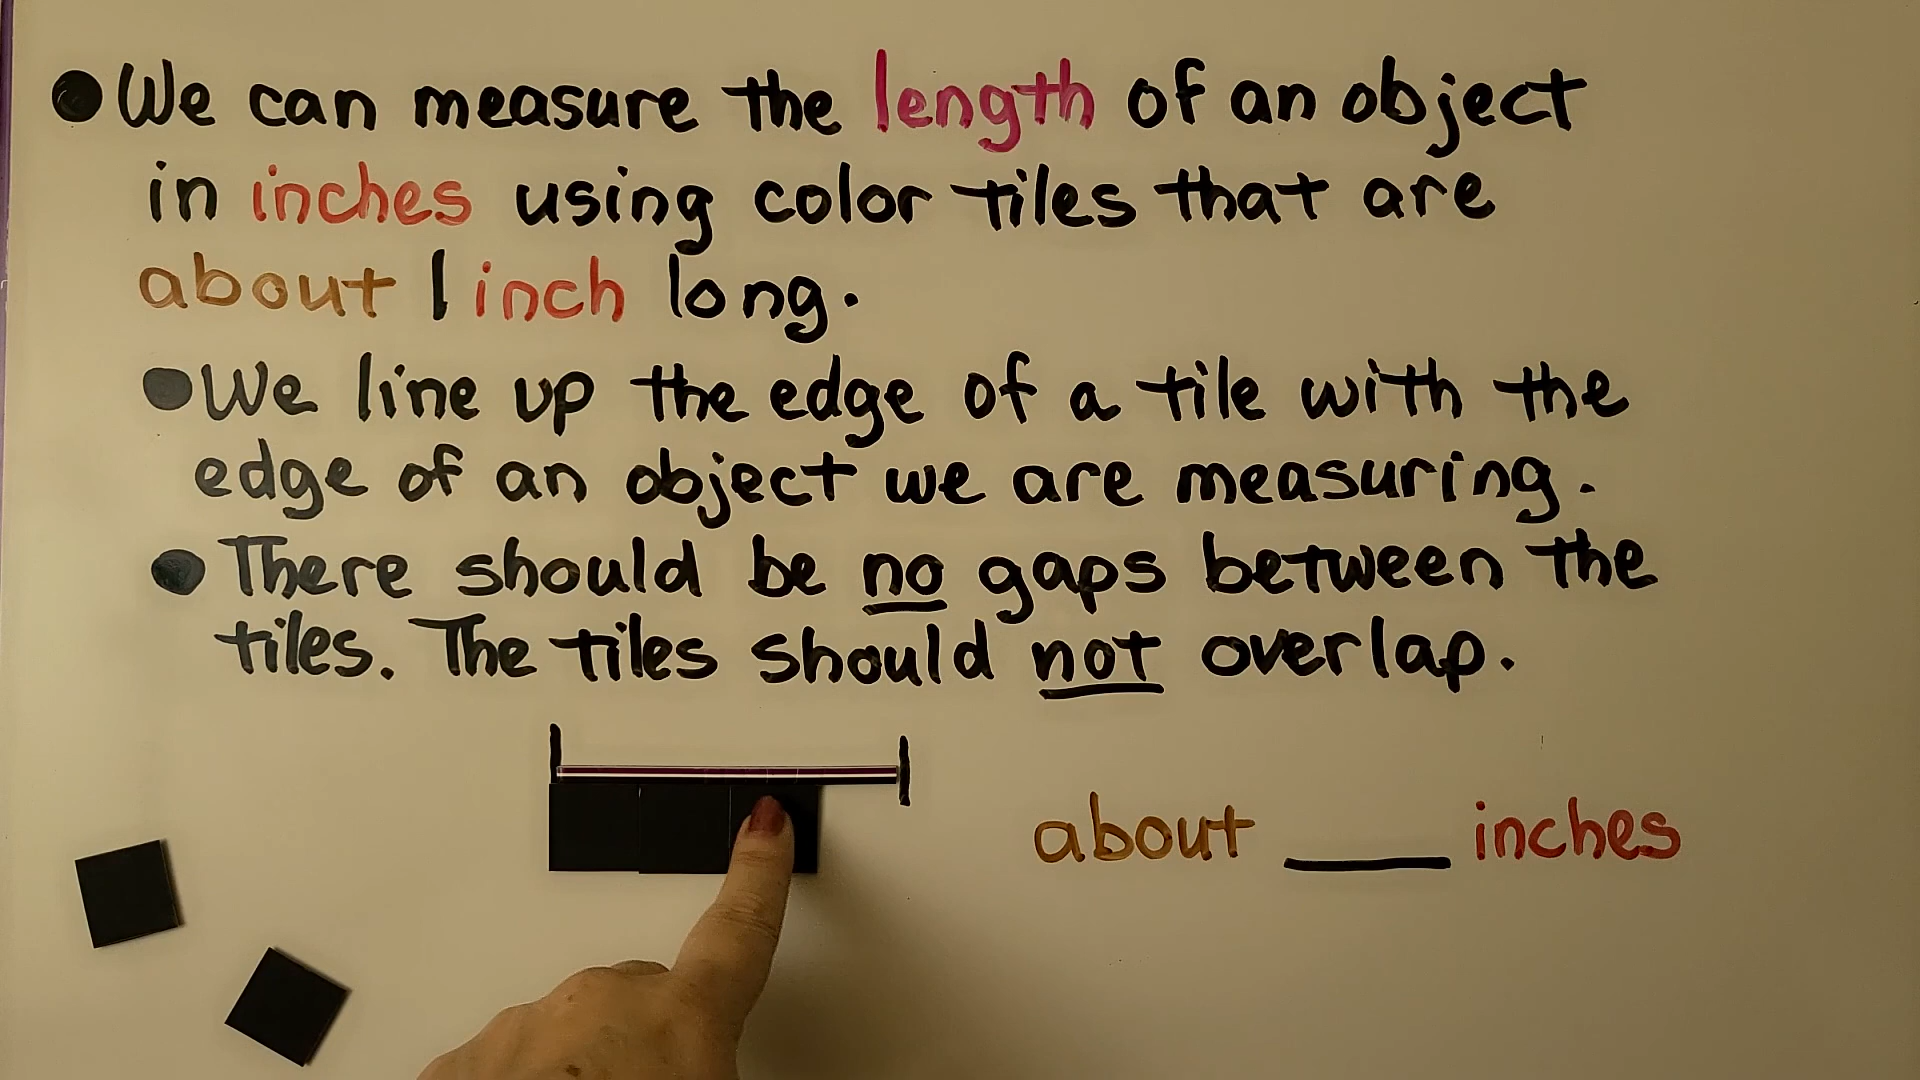 We can measure the length of an object
in inches using color tiles that are
about 1 inch long.
We line up the edge of a tile with the
edge of an object we are measuring.
There should be no gaps between the
tiles. The tiles should not overlap.
about ____ inches